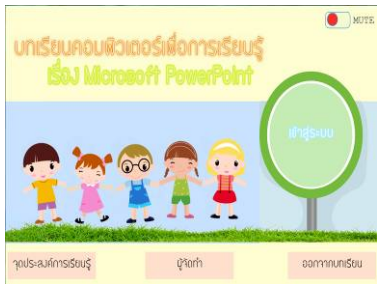 MUTE
บทเรียนคอมพิวเตอร์เพื่อการเรียนรู้
เรื่อง Microsoft PowerPoint
เข้าสู่ระบบ
จุดประสงค์การเรียนรู้
ผู้จัดทำ
ออกจากบทเรียน